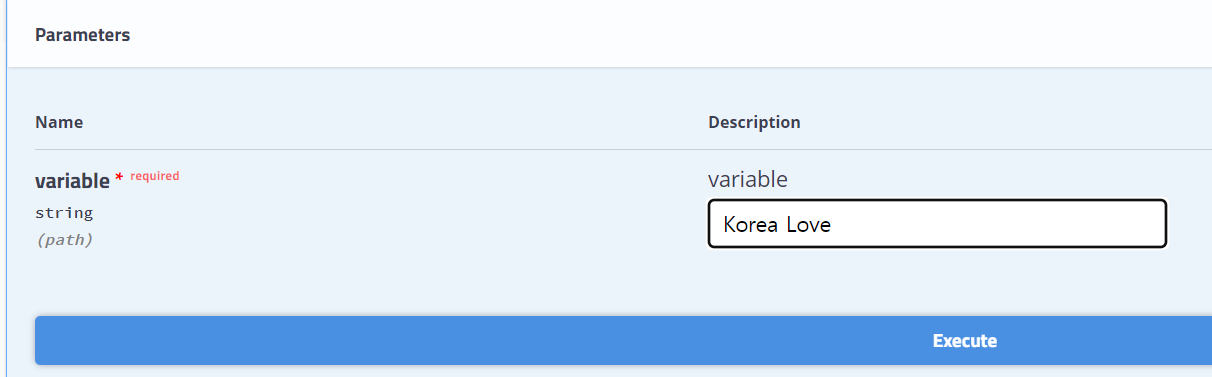 Parameters
Name Description
variable * required variable
string Korea Love
(path)
Execute